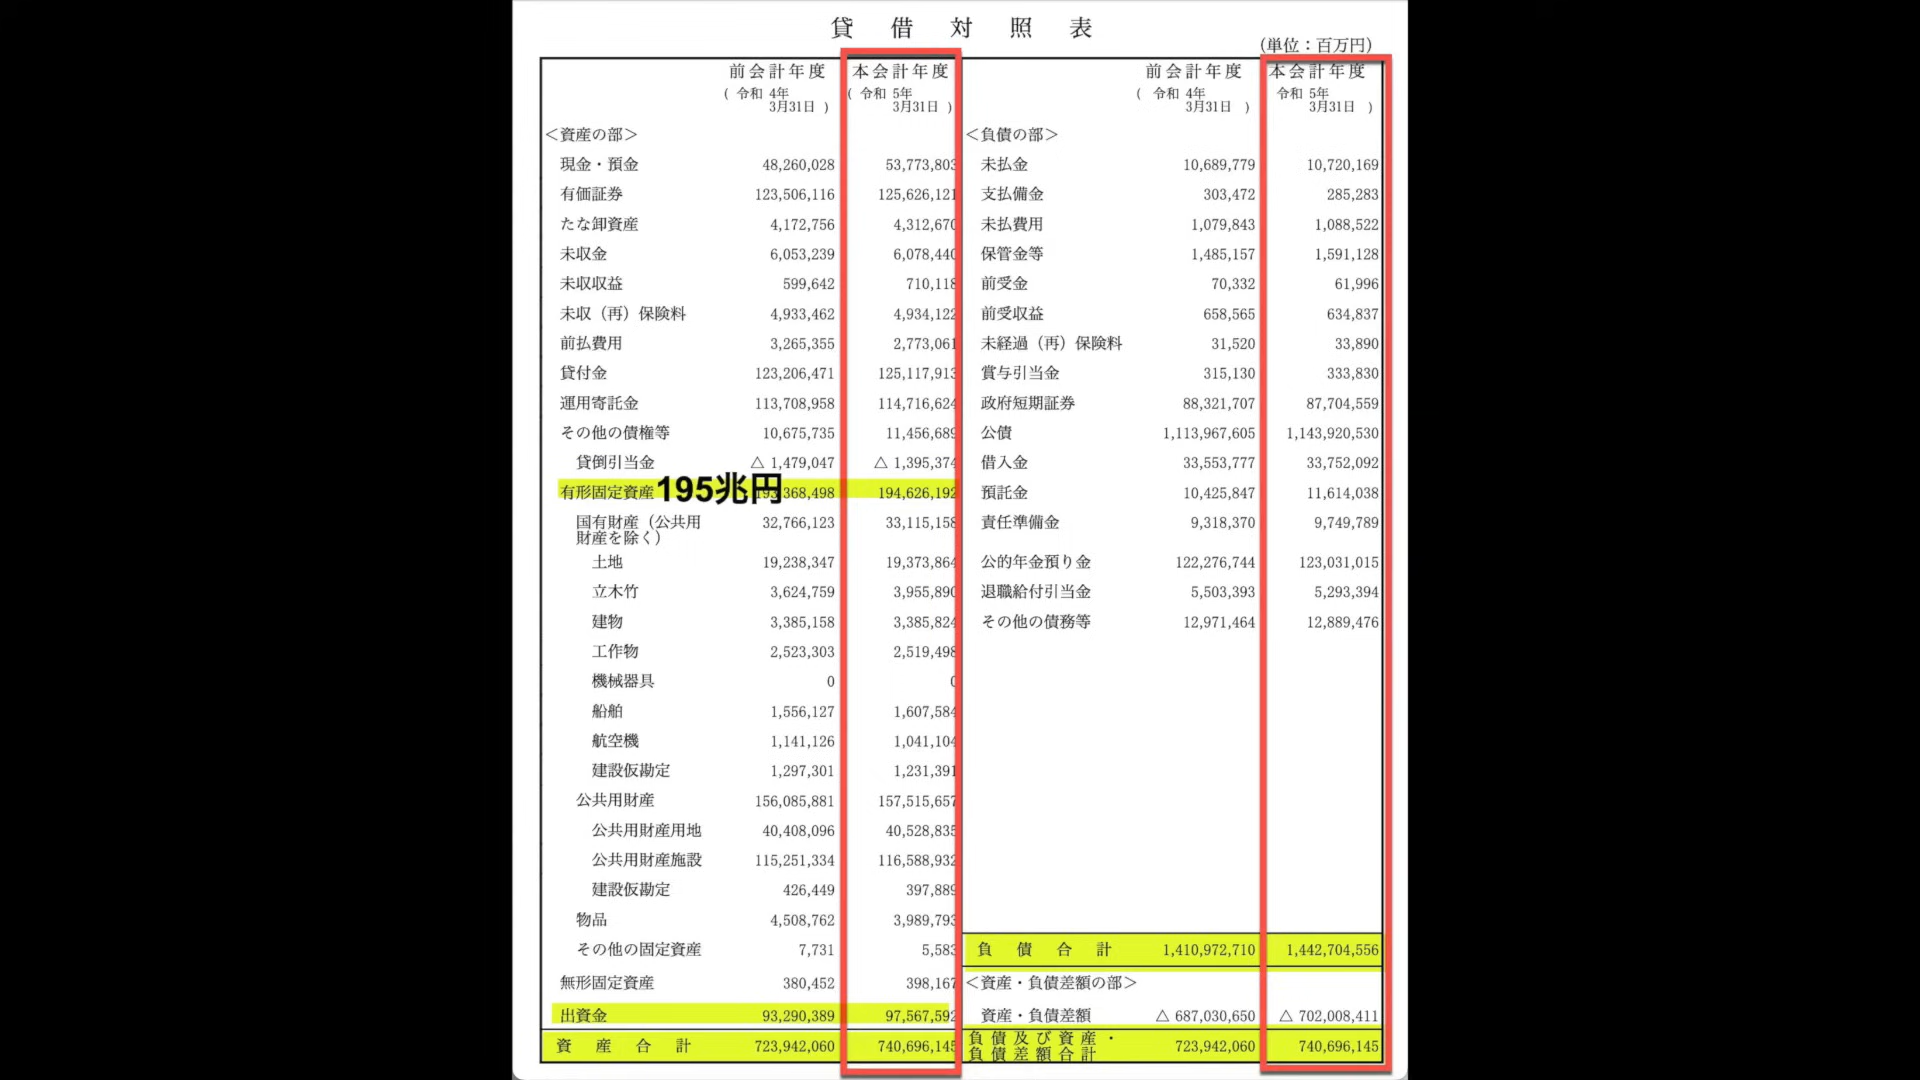 貸借対照表
(単位：百万円)
前会計年度 本会計年度 前会計年度 本会計年度
( 令和 4年 ( 令和 5年 ( 令和 4年 令和 5年
3月31日 ) 3月31日 ) 3月31日 ) 3月31日 )
＜資産の部＞ ＜負債の部＞
現金・預金 48,260,028 53,773,803 未払金 10,689,779 10,720,169
有価証券 123,506,116 125,626,121 支払備金 303,472 285,283
たな卸資産 4,172,756 4,312,670 未払費用 1,079,843 1,088,522
未収金 6,053,239 6,078,440 保管金等 1,485,157 1,591,128
未収収益 599,642 710,118 前受金 70,332 61,996
未収（再）保険料 4,933,462 4,934,122 前受収益 658,565 634,837
前払費用 3,265,355 2,773,061 未経過（再）保険料 31,520 33,890
貸付金 123,206,471 125,117,913 賞与引当金 315,130 333,830
運用寄託金 113,708,958 114,716,624 政府短期証券 88,321,707 87,704,559
その他の債権等 10,675,735 11,456,689 公債 1,113,967,605 1,143,920,530
貸倒引当金 △ 1,479,047 △ 1,395,374 借入金 33,553,777 33,752,092
有形固定資産 195兆円 193,368,498 194,626,192 預託金 10,425,847 11,614,038
国有財産（公共用 32,766,123 33,115,158 責任準備金 9,318,370 9,749,789
財産を除く）
土地 19,238,347 19,373,864 公的年金預り金 122,276,744 123,031,015
立木竹 3,624,759 3,955,890 退職給付引当金 5,503,393 5,293,394
建物 3,385,158 3,385,824 その他の債務等 12,971,464 12,889,476
工作物 2,523,303 2,519,498
機械器具 0 0
船舶 1,556,127 1,607,584
航空機 1,141,126 1,041,104
建設仮勘定 1,297,301 1,231,391
公共用財産 156,085,881 157,515,657
公共用財産用地 40,408,096 40,528,835
公共用財産施設 115,251,334 116,588,932
建設仮勘定 426,449 397,889
物品 4,508,762 3,989,793
その他の固定資産 7,731 5,583 負債合計 1,410,972,710 1,442,704,556
無形固定資産 380,452 398,167 ＜資産・負債差額の部＞
出資金 93,290,389 97,567,592 資産・負債差額 △ 687,030,650 △ 702,008,411
資産合計 723,942,060 740,696,145 負債及び資産・ 723,942,060 740,696,145
負債差額合計